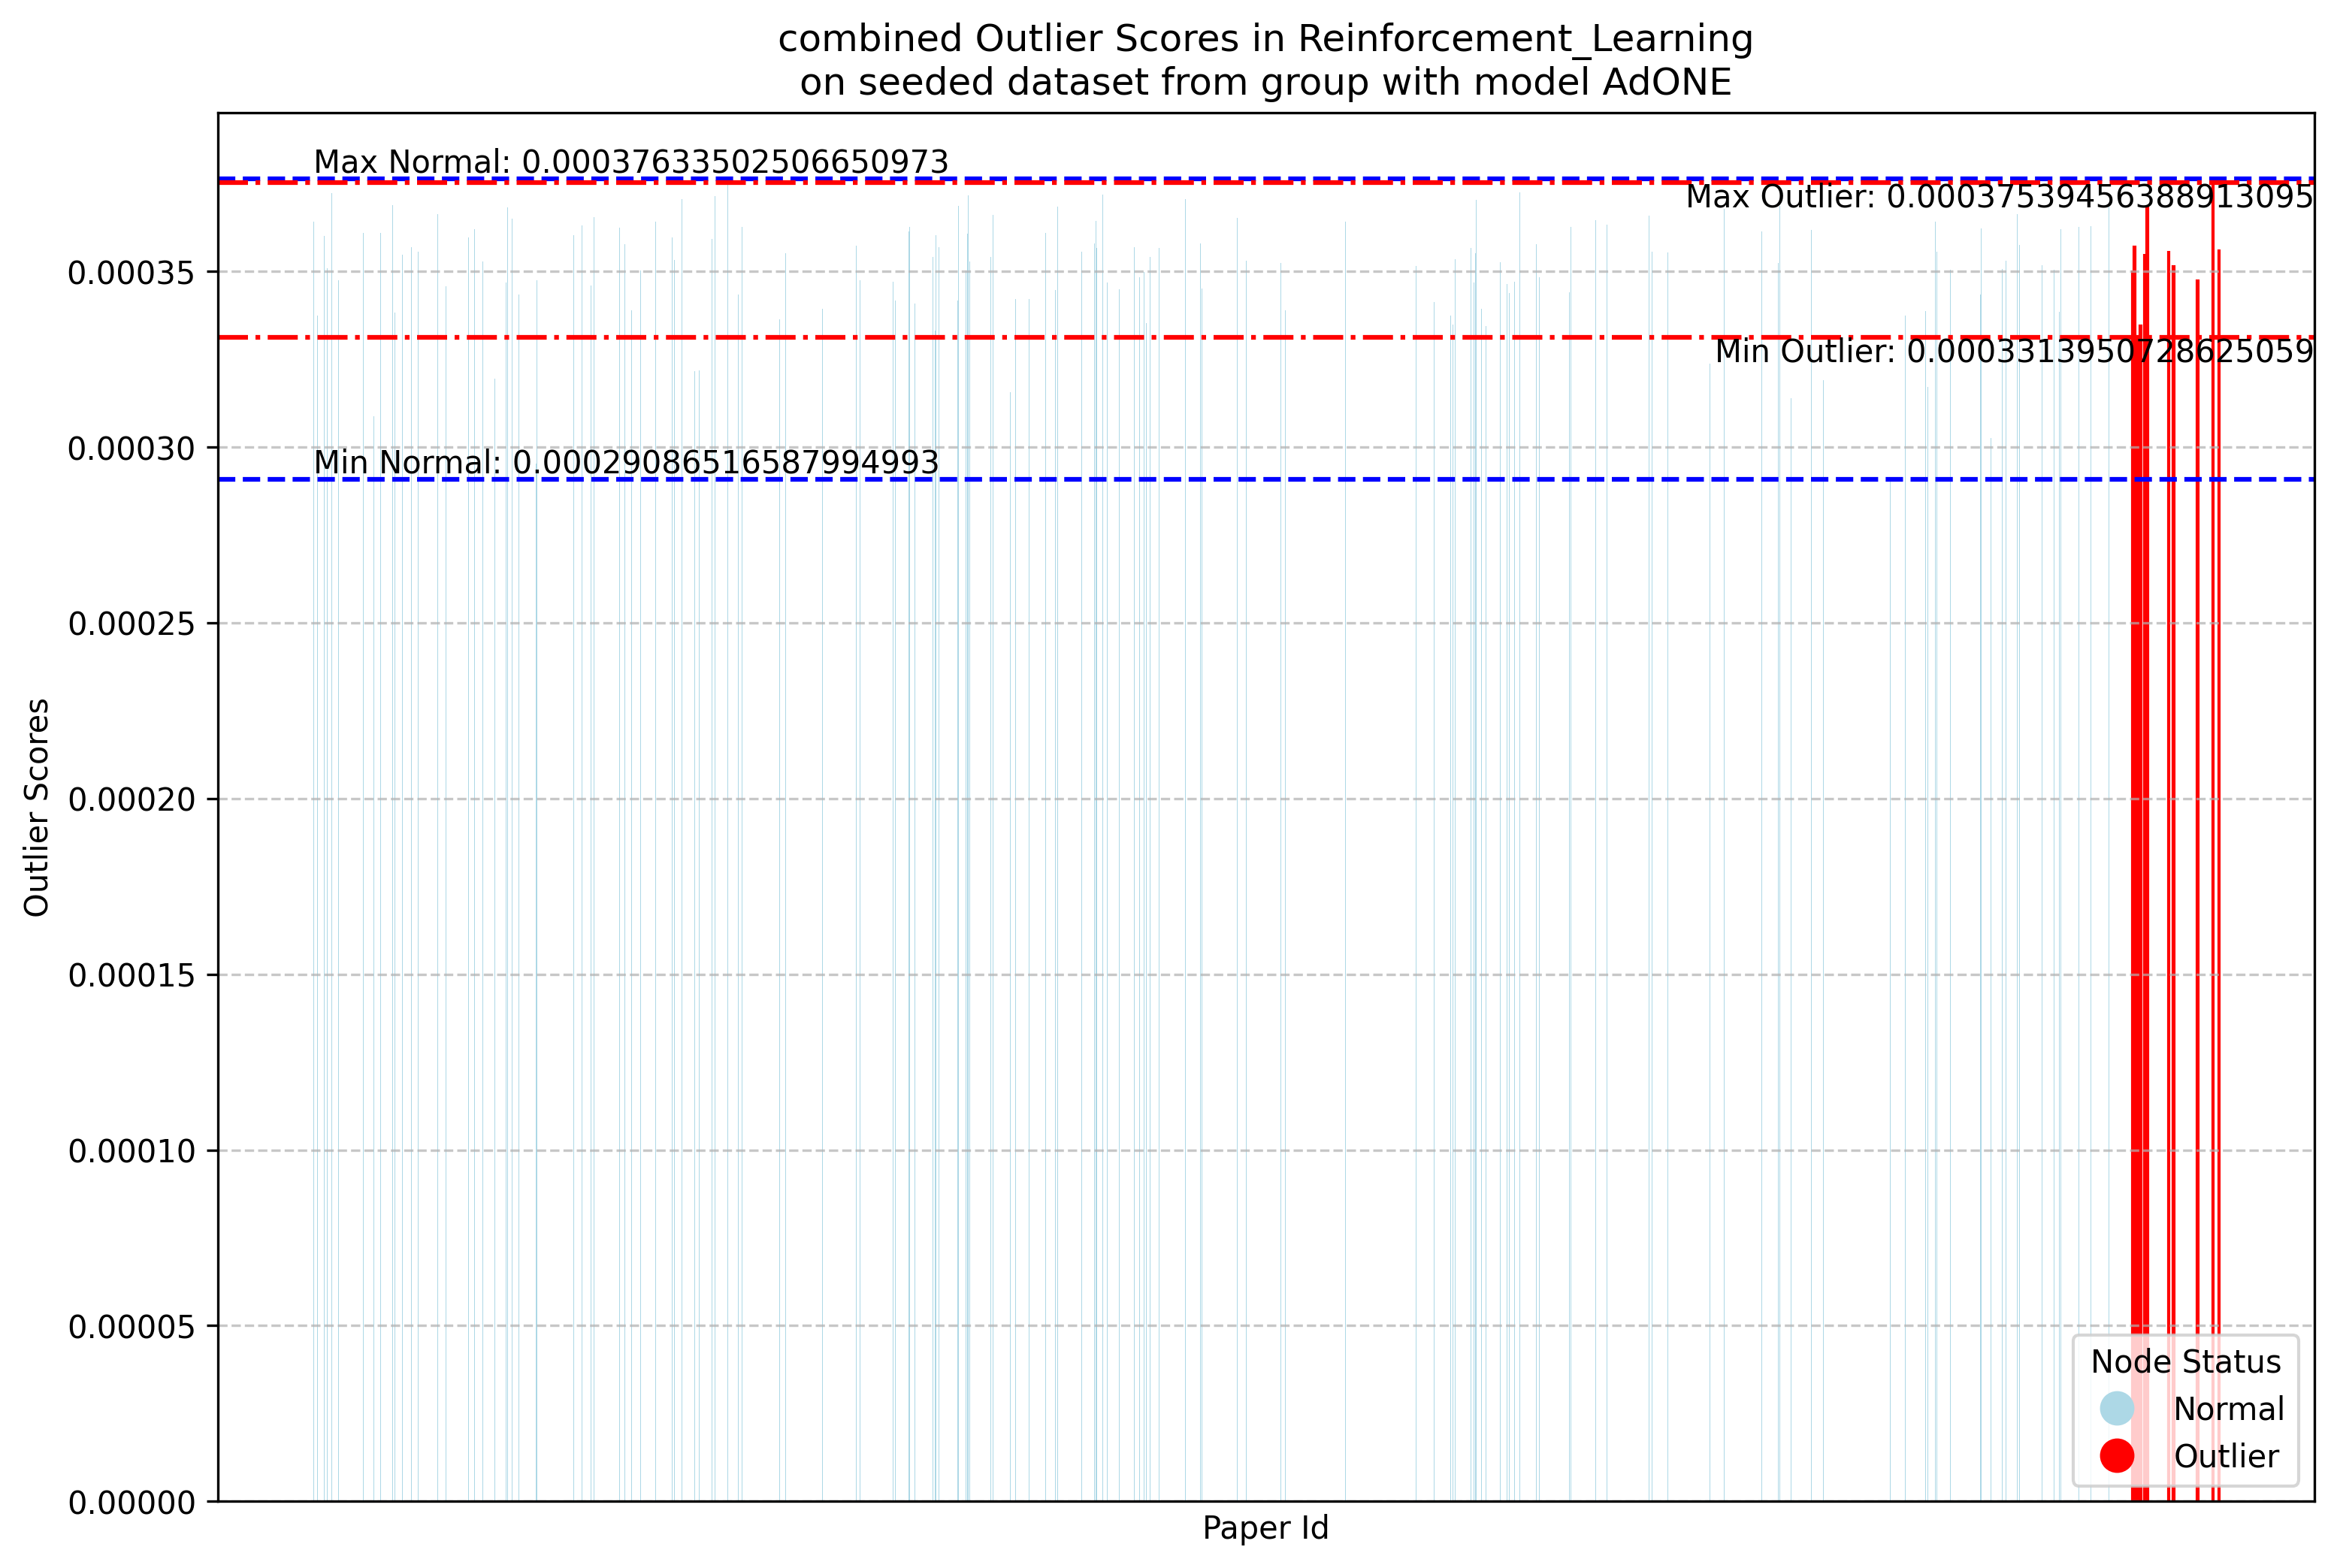 combined Outlier Scores in Reinforcement_Learning
on seeded dataset from group with model AdONE
Max Normal: 0.00037633502506650973
Max Outlier: 0.00037539456388913095
0.00035
Min Outlier: 0.0003313950728625059
0.00030
Min Normal: 0.00029086516587994993
0.00025
0.00020
Outlier Scores
0.00015
0.00010
0.00005
Node Status
Normal
Outlier
0.00000
Paper Id